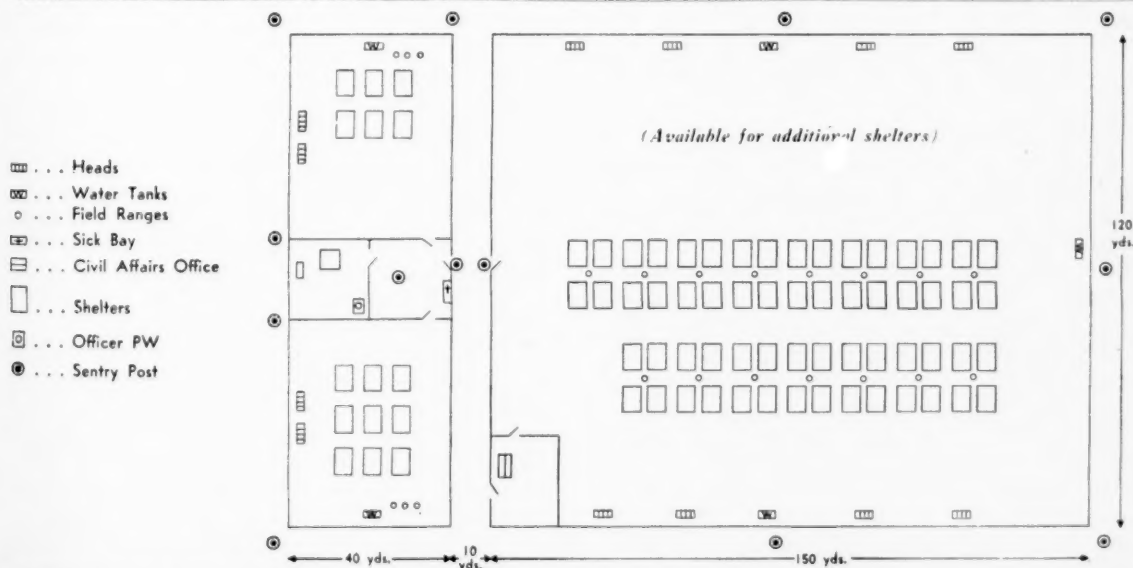 (Available for additional shelters)
... Heads
W ... Water Tanks
... Field Ranges
... Sick Bay
... Civil Affairs Office
... Shelters
... Officer PW
... Sentry Post
W
W
W
W
W
120
yds.
40 yds.
10
yds.
150 yds.